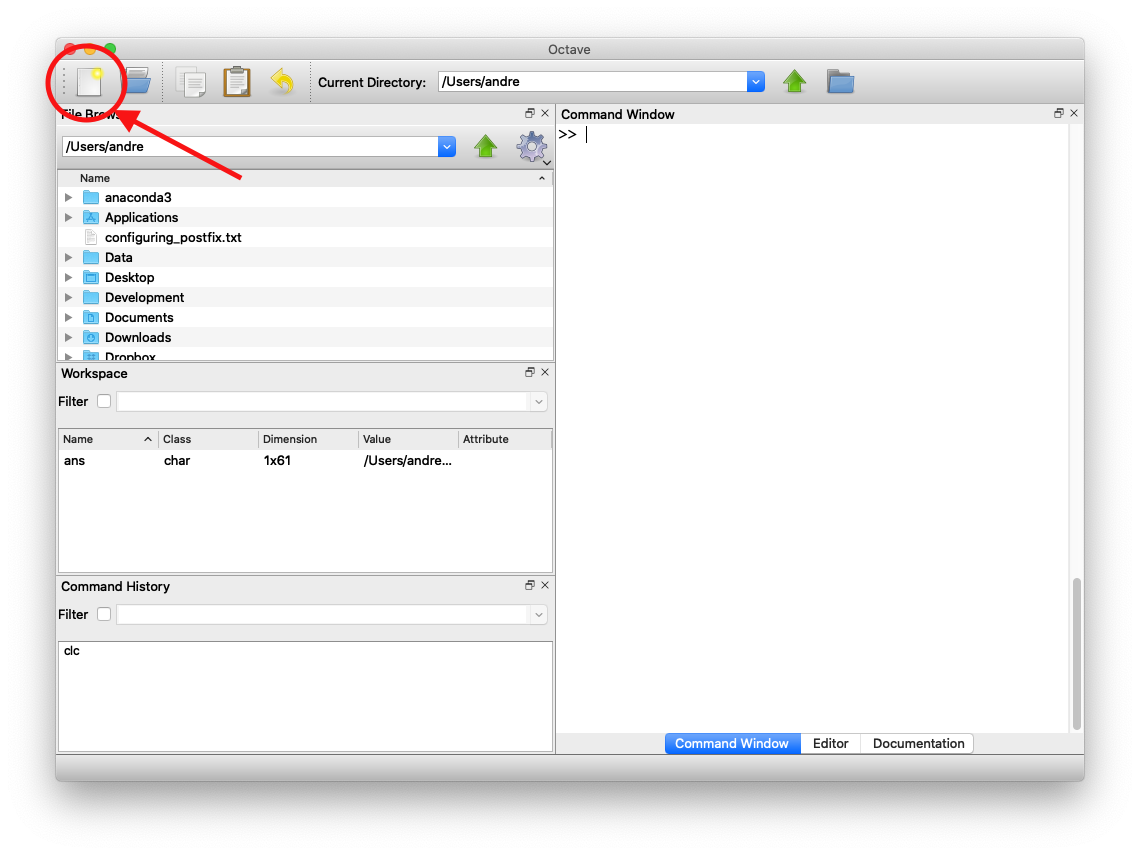 Octave
Current Directory: /Users/andre
File Brows
/Users/andre
Name
anaconda3
Applications
configuring_postfix.txt
Data
Desktop
Development
Documents
Downloads
Dropbox
Workspace
Filter
Name Class Dimension Value Attribute
ans char 1x61 /Users/andre...
Command History
Filter
clc
Command Window
>>
Command Window Editor Documentation